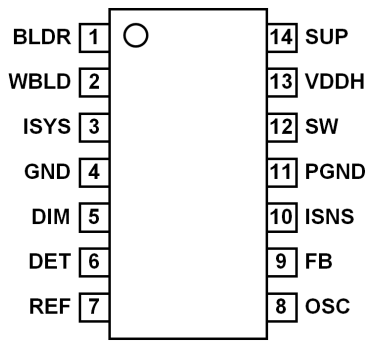 BLDR 1 14 SUP
WBLD 2 13 VDDH
ISYS 3 12 SW
GND 4 11 PGND
DIM 5 10 ISNS
DET 6 9 FB
REF 7 8 OSC